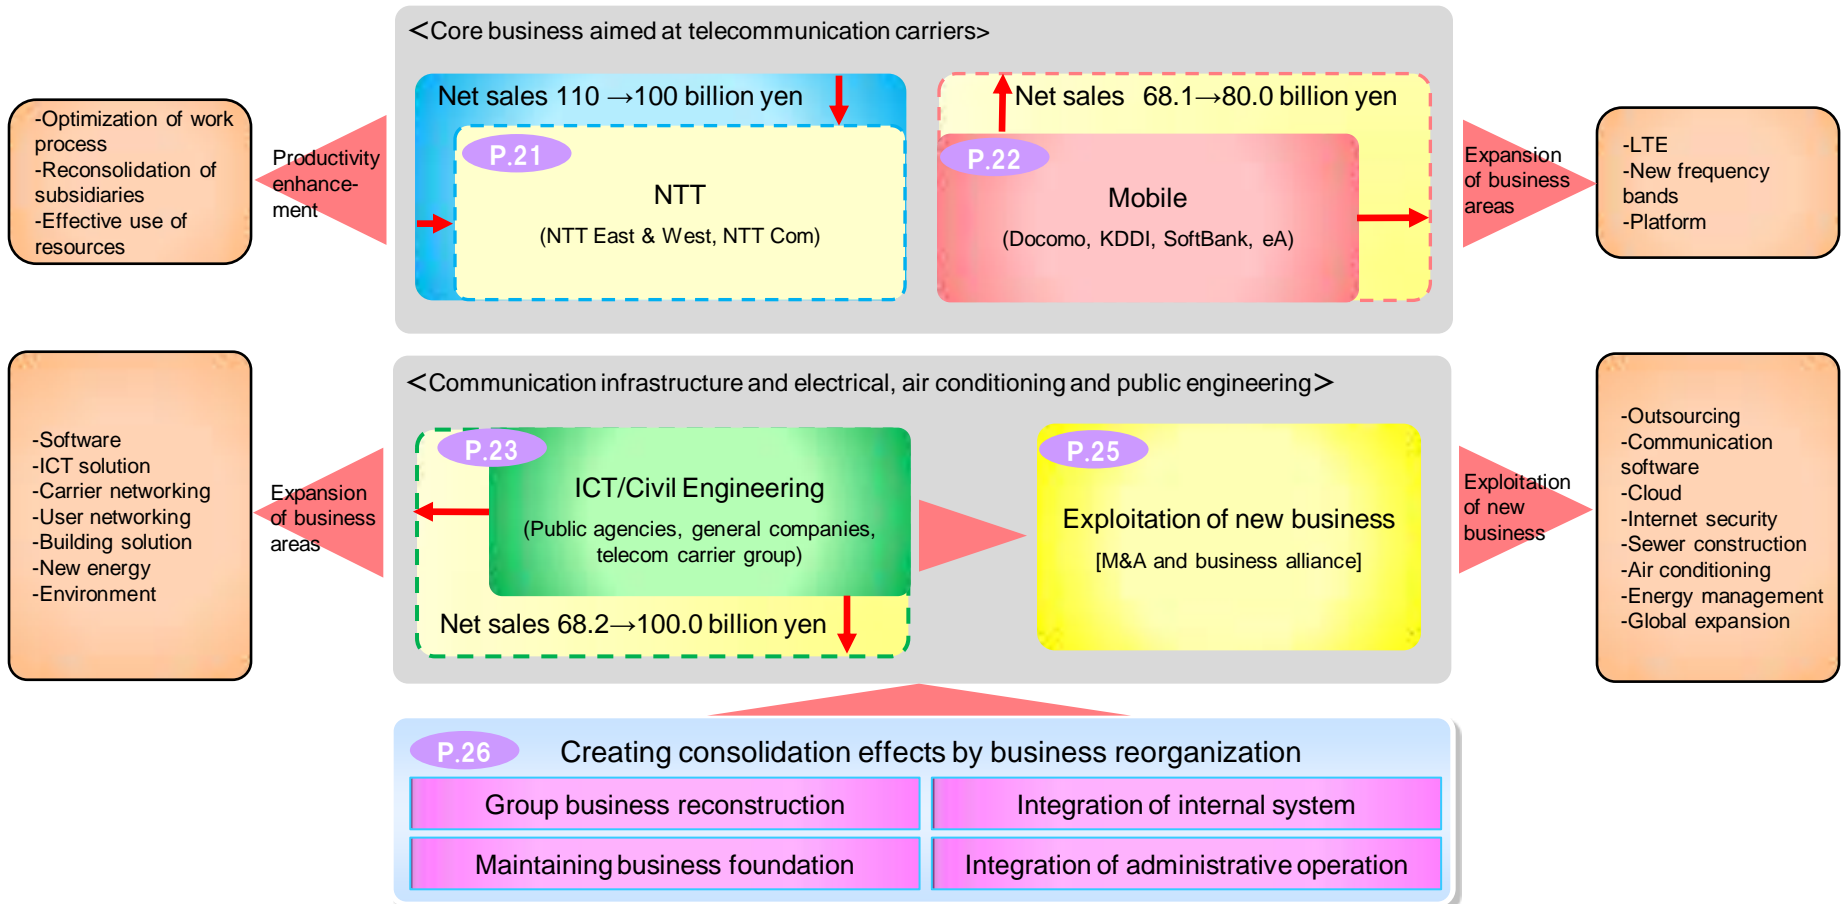 <Core business aimed at telecommunication carriers>
Net sales 110 →100 billion yen
P.21
NTT
(NTT East & West, NTT Com)
Net sales 68.1→80.0 billion yen
P.22
Mobile
(Docomo, KDDI, SoftBank, eA)
-Optimization of work
process
-Reconsolidation of
subsidiaries
-Effective use of
resources
Productivity
enhance-
ment
Expansion
of business
areas
-LTE
-New frequency
bands
-Platform
<Communication infrastructure and electrical, air conditioning and public engineering>
P.23
ICT/Civil Engineering
(Public agencies, general companies,
telecom carrier group)
Net sales 68.2→100.0 billion yen
P.25
Exploitation of new business
[M&A and business alliance]
-Software
-ICT solution
-Carrier networking
-User networking
-Building solution
-New energy
-Environment
Expansion
of business
areas
Exploitation
of new
business
-Outsourcing
-Communication
software
-Cloud
-Internet security
-Sewer construction
-Air conditioning
-Energy management
-Global expansion
P.26
Creating consolidation effects by business reorganization
Group business reconstruction
Integration of internal system
Maintaining business foundation
Integration of administrative operation